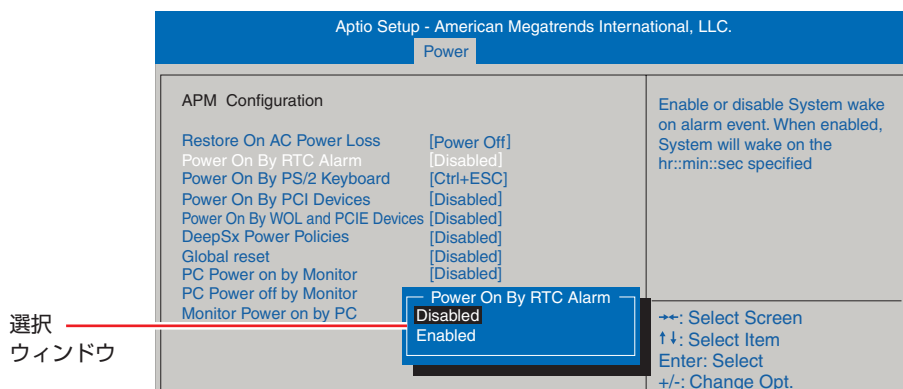 Aptio Setup - American Megatrends International, LLC.
Power
APM Configuration
Restore On AC Power Loss [Power Off]
Power On By RTC Alarm [Disabled]
Power On By PS/2 Keyboard [Ctrl+ESC]
Power On By PCI Devices [Disabled]
Power On By WOL and PCIE Devices [Disabled]
DeepSx Power Policies [Disabled]
Global reset [Disabled]
PC Power on by Monitor [Disabled]
PC Power off by Monitor
Monitor Power on by PC
Power On By RTC Alarm
Disabled
Enabled
選択
ウィンドウ
Enable or disable System wake
on alarm event. When enabled,
System will wake on the
hr::min::sec specified
→←: Select Screen
↑↓: Select Item
Enter: Select
+/-: Change Opt.